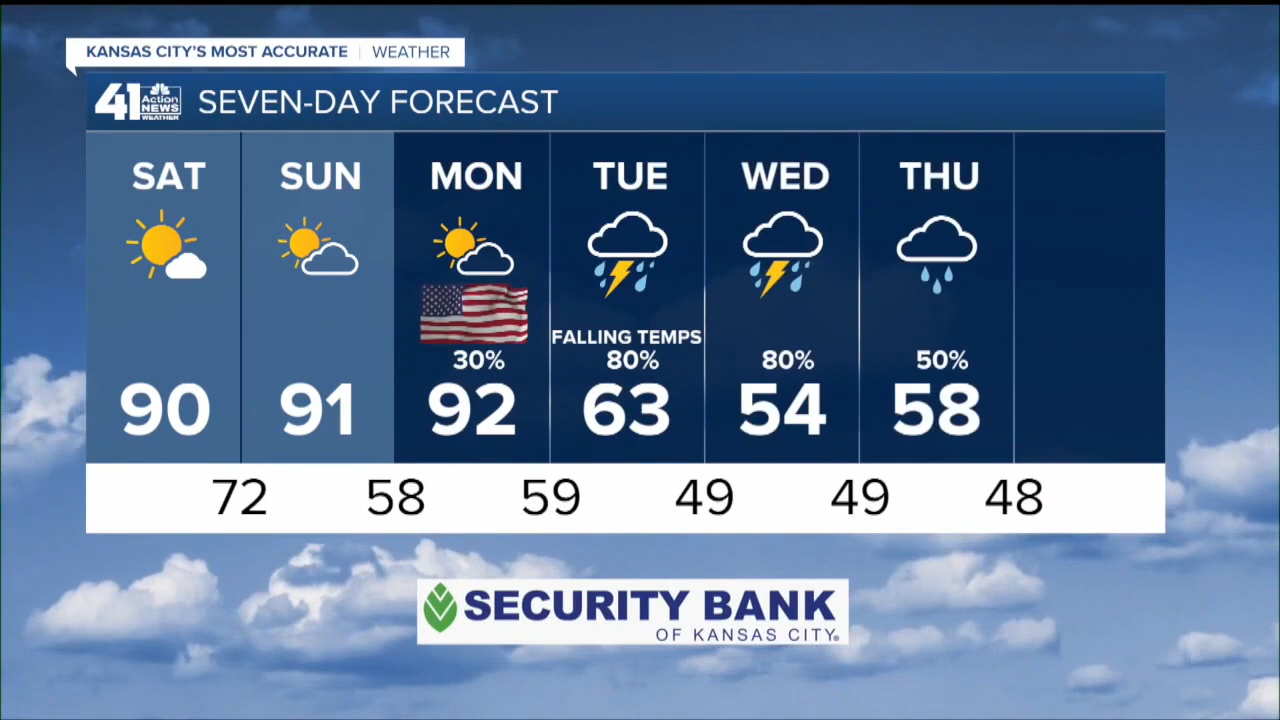 KANSAS CITY'S MOST ACCURATE | WEATHER
41 Action NEWS WEATHER SEVEN-DAY FORECAST
SAT SUN MON TUE WED THU
FALLING TEMPS
30% 80% 80% 50%
90 91 92 63 54 58
72 58 59 49 49 48
SECURITY BANK
OF KANSAS CITY®